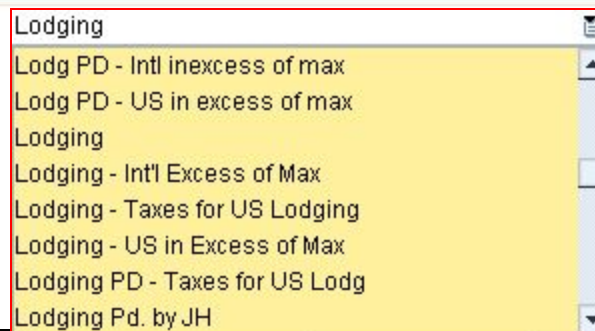 Lodging
Lodg PD - Intl inexcess of max
Lodg PD - US in excess of max
Lodging
Lodging - Int'l Excess of Max
Lodging - Taxes for US Lodging
Lodging - US in Excess of Max
Lodging PD - Taxes for US Lodg
Lodging Pd. by JH